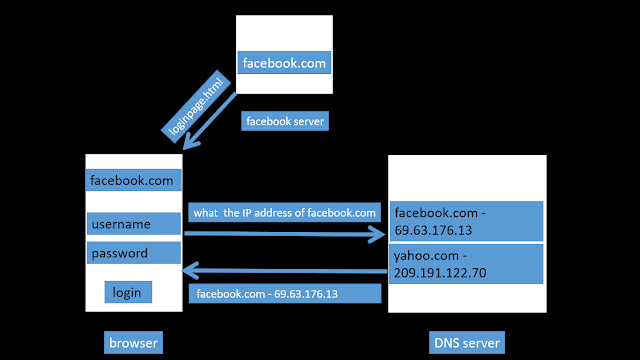 facebook.com
loginpage.html
facebook server
facebook.com
username
password
login
what the IP address of facebook.com
facebook.com - 69.63.176.13
facebook.com -
69.63.176.13
yahoo.com -
209.191.122.70
browser
DNS server